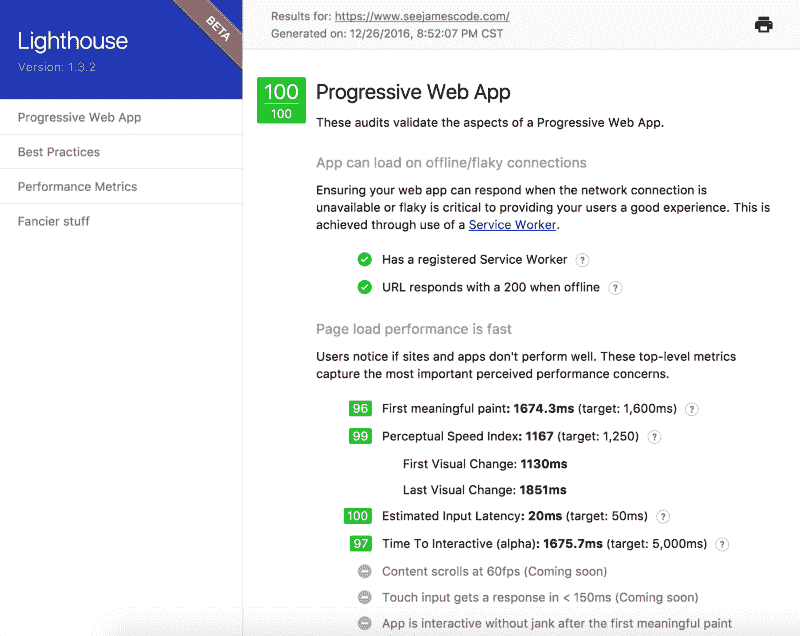 Lighthouse
Version: 1.3.2
BETA
Progressive Web App
Best Practices
Performance Metrics
Fancier stuff
Results for: https://www.seejamescode.com/
Generated on: 12/26/2016, 8:52:07 PM CST
100
100
Progressive Web App
These audits validate the aspects of a Progressive Web App.
App can load on offline/flaky connections
Ensuring your web app can respond when the network connection is
unavailable or flaky is critical to providing your users a good experience. This is
achieved through use of a Service Worker.
Has a registered Service Worker ?
URL responds with a 200 when offline ?
Page load performance is fast
Users notice if sites and apps don't perform well. These top-level metrics
capture the most important perceived performance concerns.
96 First meaningful paint: 1674.3ms (target: 1,600ms) ?
99 Perceptual Speed Index: 1167 (target: 1,250) ?
First Visual Change: 1130ms
Last Visual Change: 1851ms
100 Estimated Input Latency: 20ms (target: 50ms) ?
97 Time To Interactive (alpha): 1675.7ms (target: 5,000ms) ?
Content scrolls at 60fps (Coming soon)
Touch input gets a response in < 150ms (Coming soon)
App is interactive without jank after the first meaningful paint